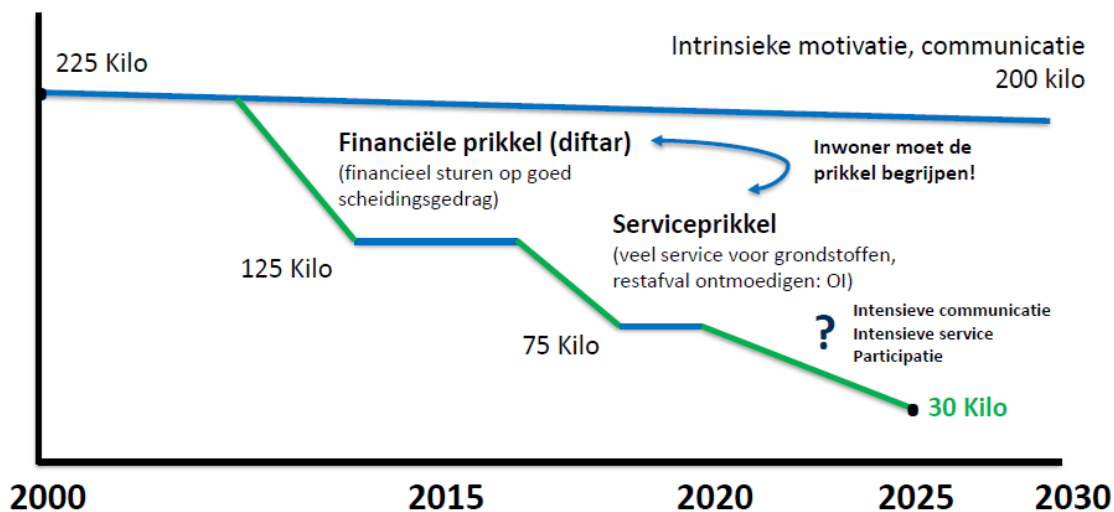 225 Kilo
Intrinsieke motivatie, communicatie
200 kilo
Financiële prikkel (diftar)
(financieel sturen op goed
scheidingsgedrag)
Inwoner moet de
prikkel begrijpen!
125 Kilo
Serviceprikkel
(veel service voor grondstoffen,
restafval ontmoedigen: OI)
75 Kilo
?
Intensieve communicatie
Intensieve service
Participatie
30 Kilo
2000 2015 2020 2025 2030